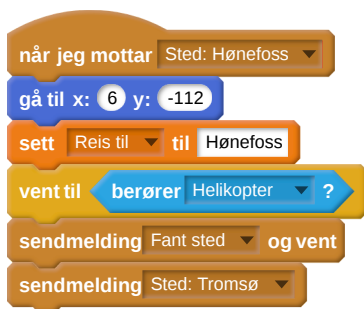 når jeg mottar Sted: Hønefoss
gå til x: 6 y: -112
sett Reis til til Hønefoss
vent til berører Helikopter ?
sendmelding Fant sted og vent
sendmelding Sted: Tromsø